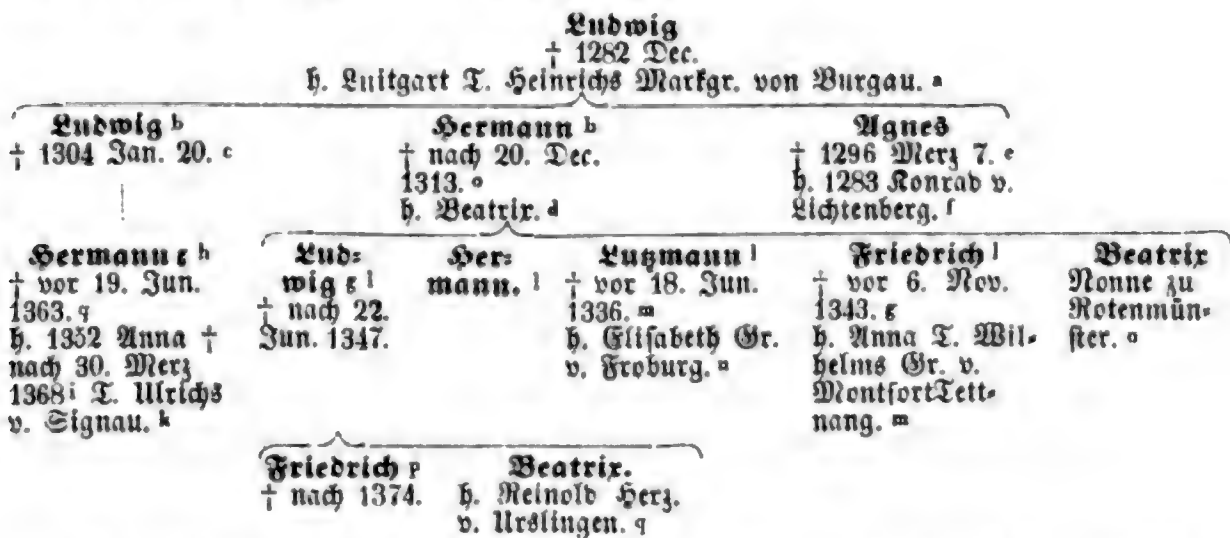 Ludwig
† 1282 Dec.
h. Luitgart T. Heinrichs Markgr. von Burgau. a
Ludwig b
† 1304 Jan. 20. c
Hermann b
† nach 20. Dec.
1313. o
h. Beatrix. d
Agnes
† 1296 Merz 7. e
h. 1283 Konrad v.
Lichtenberg. f
Hermann g h
† vor 19. Jun.
1363. q
h. 1352 Anna †
nach 30. Merz
1368 i T. Ulrichs
v. Signau. k
Lud-
wig g l
† nach 22.
Jun. 1347.
Her-
mann. l
Lutzmann l
† vor 18. Jun.
1336. m
h. Elisabeth Gr.
v. Froburg. n
Friedrich l
† vor 6. Nov.
1343. g
h. Anna T. Wil-
helms Gr. v.
MontfortTett-
nang. m
Beatrix
Nonne zu
Rotenmün-
ster. o
Friedrich p
† nach 1374.
Beatrix.
h. Reinold Herz.
v. Urslingen. q